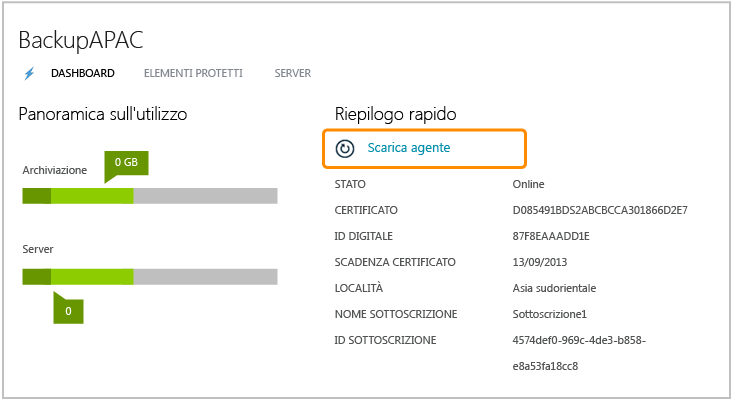 BackupAPAC
DASHBOARD ELEMENTI PROTETTI SERVER
Panoramica sull'utilizzo
Archiviazione
0 GB
Server
0
Riepilogo rapido
Scarica agente
STATO Online
CERTIFICATO D085491BDS2ABCBCCA301866D2E7
ID DIGITALE 87F8EAAADD1E
SCADENZA CERTIFICATO 13/09/2013
LOCALITÀ Asia sudorientale
NOME SOTTOSCRIZIONE Sottoscrizione1
ID SOTTOSCRIZIONE 4574def0-969c-4de3-b858-
e8a53fa18cc8